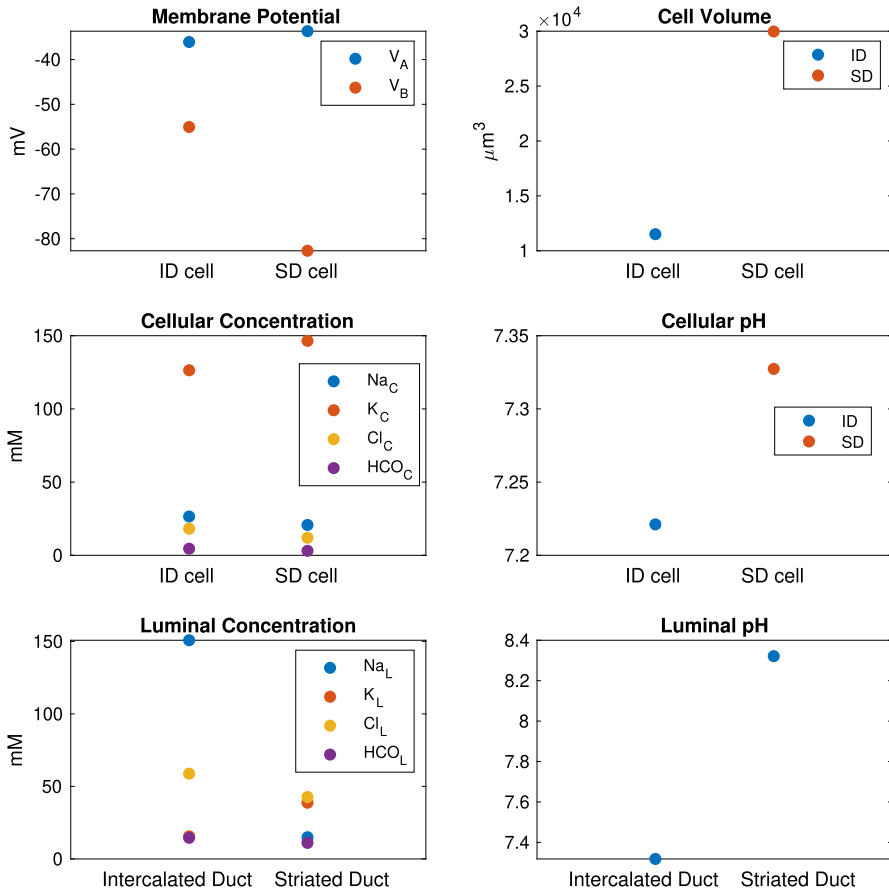 Membrane Potential
-40
-50
-60
-70
-80
mV
ID cell SD cell
V_A
V_B
Cell Volume
×10^4
3
2.5
2
1.5
1
μm^3
ID cell SD cell
ID
SD
Cellular Concentration
150
100
50
0
mM
ID cell SD cell
Na_C
K_C
Cl_C
HCO_C
Cellular pH
7.35
7.3
7.25
7.2
ID cell SD cell
ID
SD
Luminal Concentration
150
100
50
0
mM
Intercalated Duct Striated Duct
Na_L
K_L
Cl_L
HCO_L
Luminal pH
8.4
8.2
8
7.8
7.6
7.4
Intercalated Duct Striated Duct